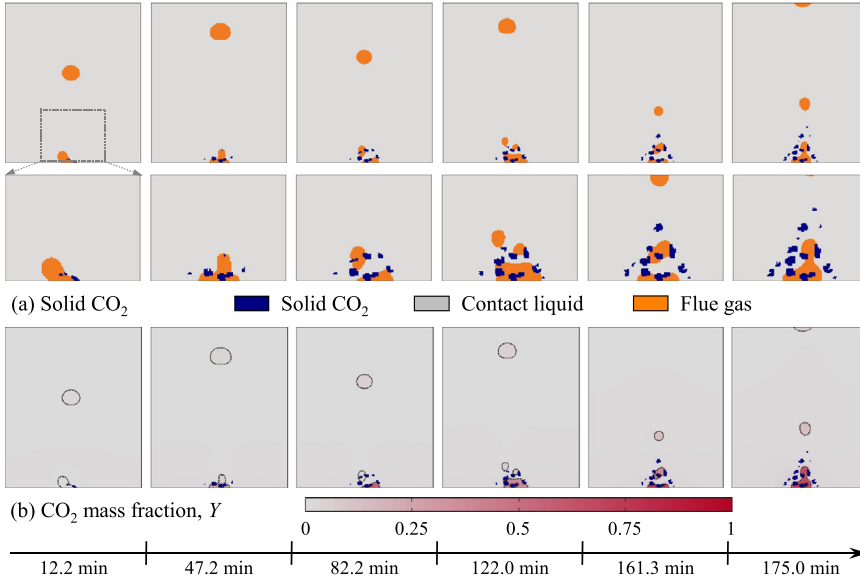 (a) Solid CO₂ Solid CO₂ Contact liquid Flue gas
(b) CO₂ mass fraction, Y
0 0.25 0.5 0.75 1
12.2 min 47.2 min 82.2 min 122.0 min 161.3 min 175.0 min